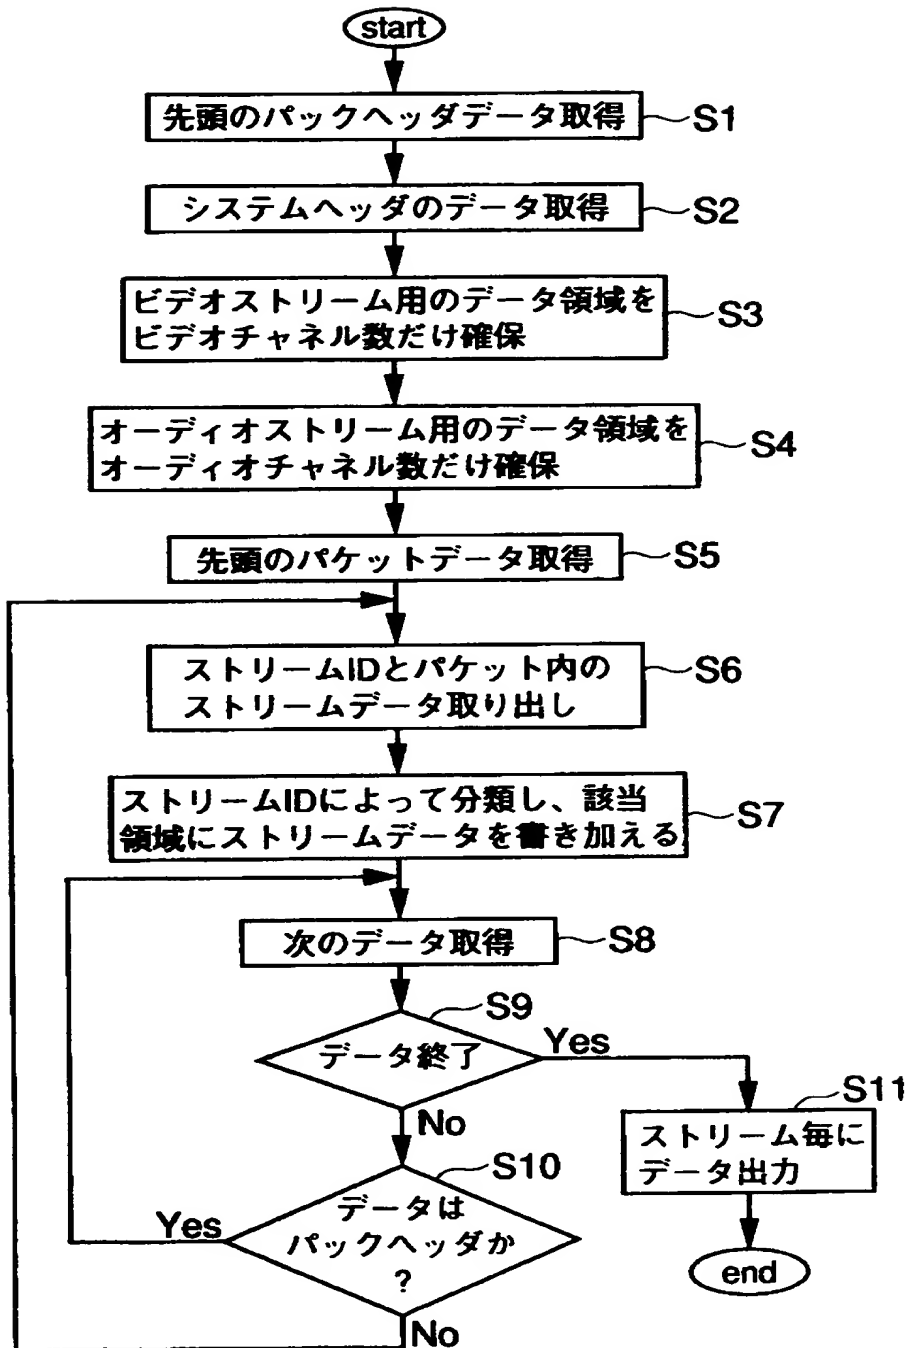 start
先頭のパックヘッダデータ取得
S1
システムヘッダのデータ取得
S2
ビデオストリーム用のデータ領域を
ビデオチャネル数だけ確保
S3
オーディオストリーム用のデータ領域を
オーディオチャネル数だけ確保
S4
先頭のパケットデータ取得
S5
ストリームIDとパケット内の
ストリームデータ取り出し
S6
ストリームIDによって分類し、該当
領域にストリームデータを書き加える
S7
次のデータ取得
S8
S9
データ終了
Yes
No
S11
ストリーム毎に
データ出力
S10
データは
パックヘッダか
?
Yes
No
end